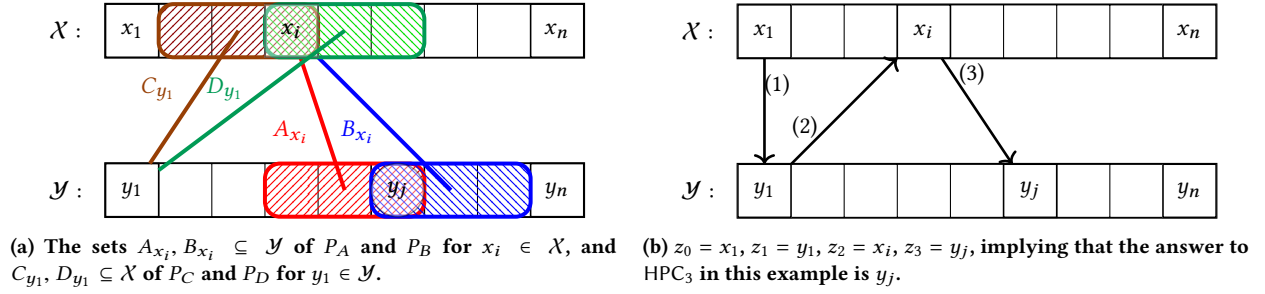 𝒳 : x₁ xᵢ xₙ
C_{y₁} D_{y₁} A_{xᵢ} B_{xᵢ}
𝒴 : y₁ yⱼ yₙ
(a) The sets A_{xᵢ}, B_{xᵢ} ⊆ 𝒴 of P_A and P_B for xᵢ ∈ 𝒳, and
C_{y₁}, D_{y₁} ⊆ 𝒳 of P_C and P_D for y₁ ∈ 𝒴.
𝒳 : x₁ xᵢ xₙ
(1) (2) (3)
𝒴 : y₁ yⱼ yₙ
(b) z₀ = x₁, z₁ = y₁, z₂ = xᵢ, z₃ = yⱼ, implying that the answer to
HPC₃ in this example is yⱼ.